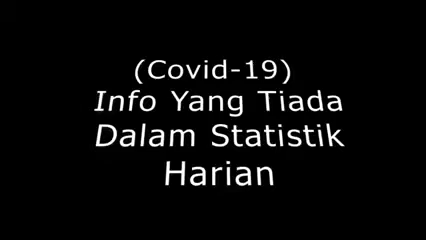 (Covid-19)
Info Yang Tiada
Dalam Statistik
Harian